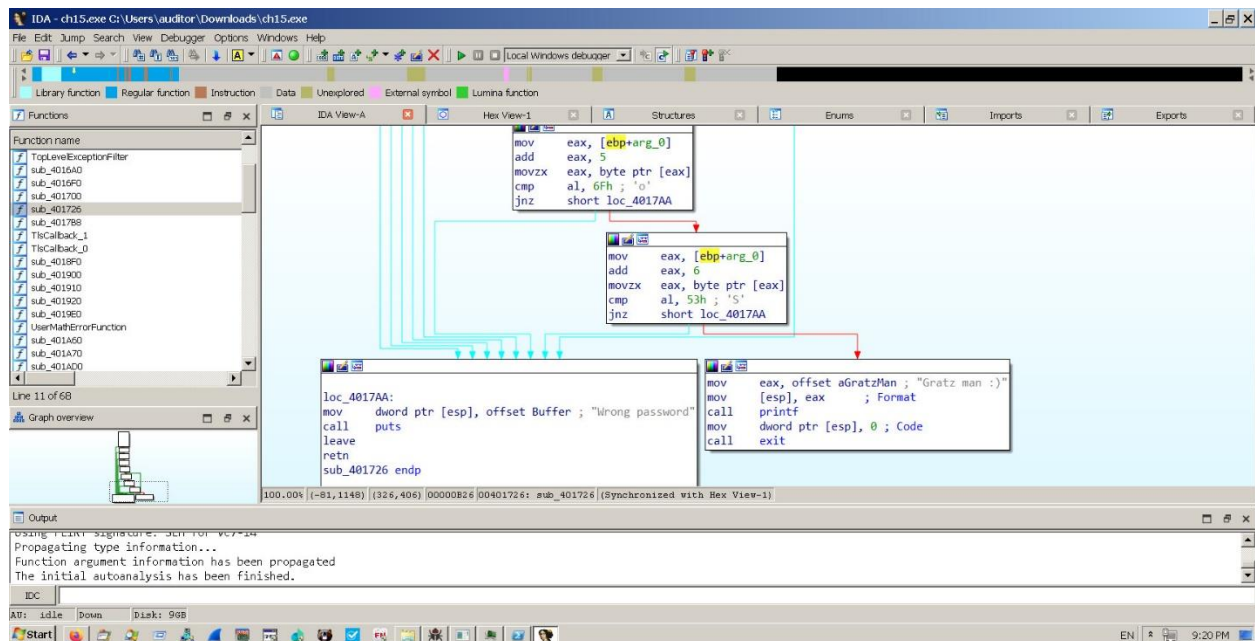 IDA - ch15.exe C:\Users\auditor\Downloads\ch15.exe
File Edit Jump Search View Debugger Options Windows Help
Local Windows debugger
Library function Regular function Instruction Data Unexplored External symbol Lumina function
Functions
IDA View-A Hex View-1 Structures Enums Imports Exports
Function name
TopLevelExceptionFilter
sub_4016A0
sub_4016F0
sub_401700
sub_401726
sub_4017B8
TlsCallback_1
TlsCallback_0
sub_4018F0
sub_401900
sub_401910
sub_401920
sub_4019E0
UserMathErrorFunction
sub_401A60
sub_401A70
sub_401AD0
Line 11 of 68
Graph overview
mov eax, [ebp+arg_0]
add eax, 5
movzx eax, byte ptr [eax]
cmp al, 6Fh ; 'o'
jnz short loc_4017AA
mov eax, [ebp+arg_0]
add eax, 6
movzx eax, byte ptr [eax]
cmp al, 53h ; 'S'
jnz short loc_4017AA
loc_4017AA:
mov dword ptr [esp], offset Buffer ; "Wrong password"
call puts
leave
retn
sub_401726 endp
mov eax, offset aGratzMan ; "Gratz man :)"
mov [esp], eax ; Format
call printf
mov dword ptr [esp], 0 ; Code
call exit
100.00% (-81,1148) (326,406) 00000B26 00401726: sub_401726 (Synchronized with Hex View-1)
Output
Using FLIRT signature: SEH for vc7-14
Propagating type information...
Function argument information has been propagated
The initial autoanalysis has been finished.
IDC
AU: idle Down Disk: 9GB
Start EN 9:20 PM